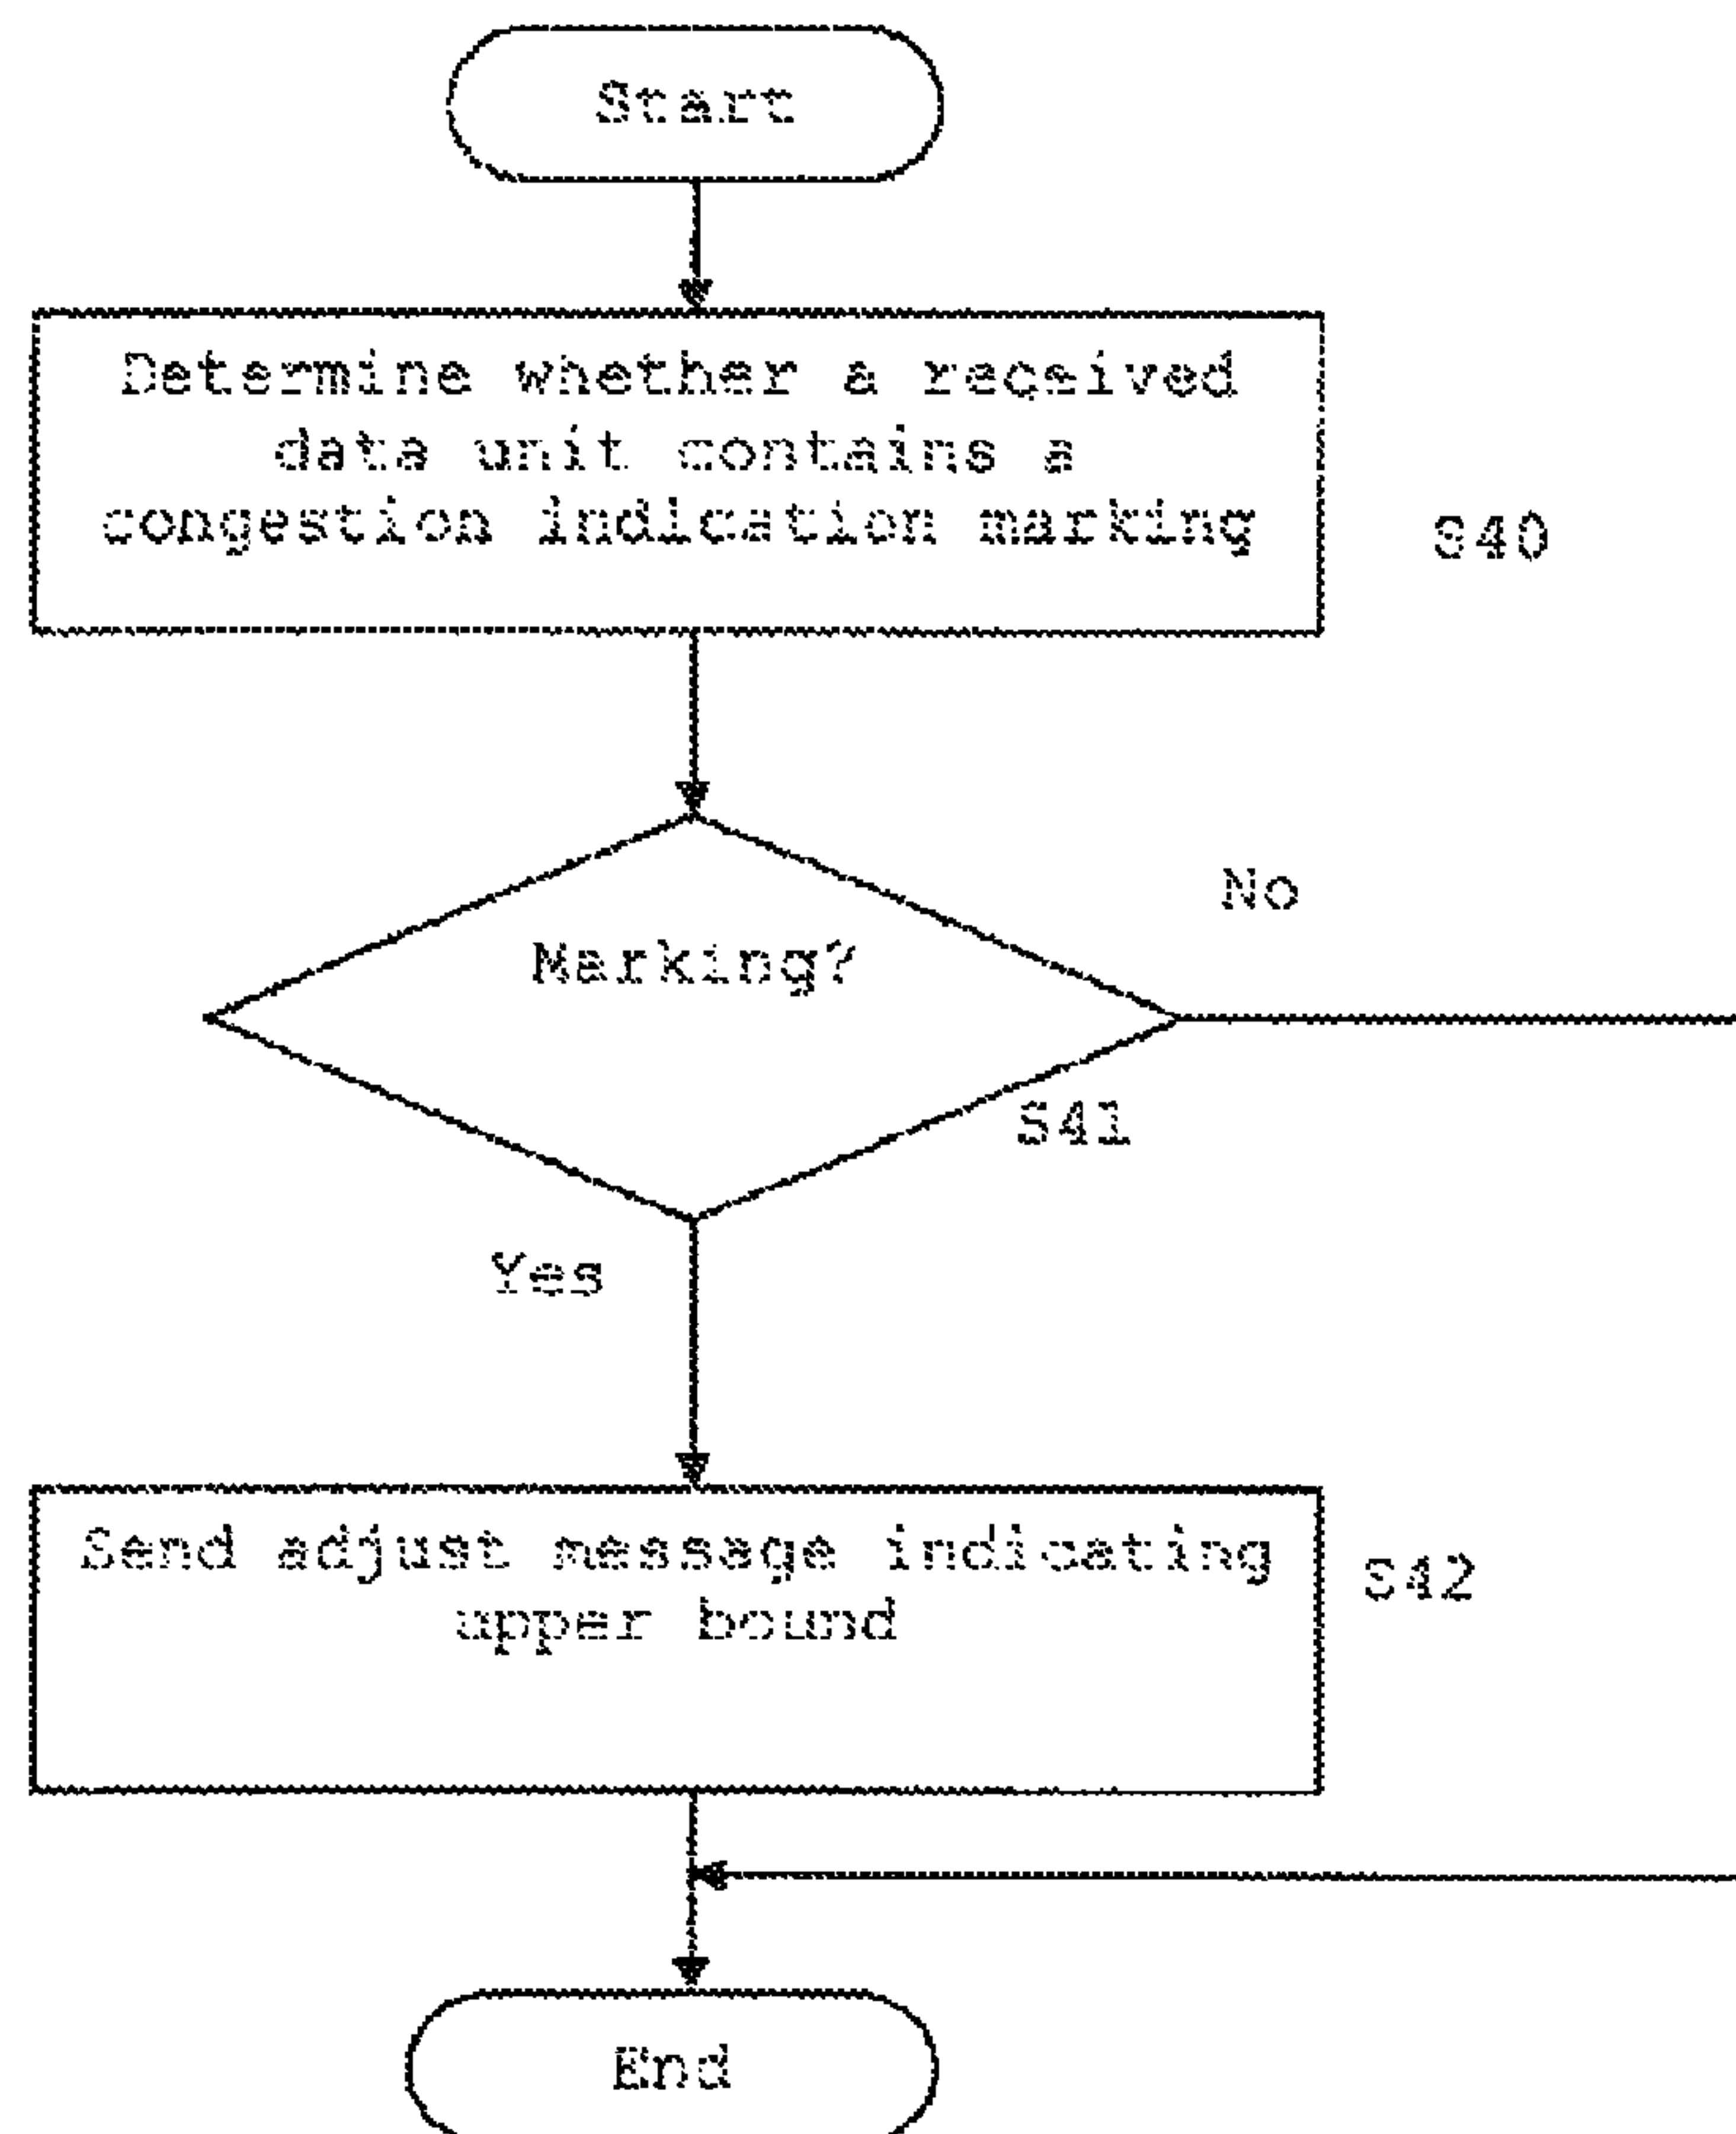 Start
Determine whether a received
data unit contains a
congestion indication marking
S40
No
Marking?
S41
Yes
Send adjust message indicating
upper bound
S42
End